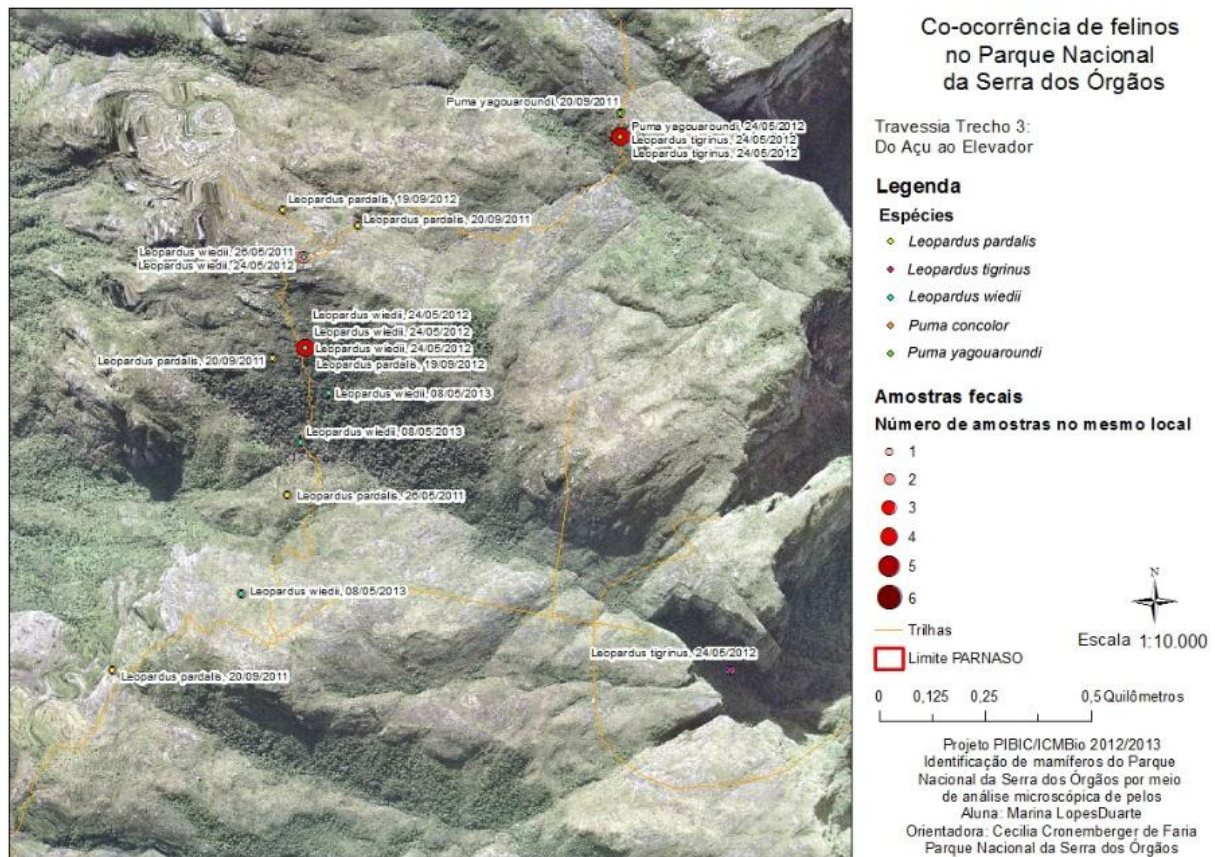 Puma yagouaroundi, 20/09/2011
Puma yagouaroundi, 24/05/2012
Leopardus tigrinus, 24/05/2012
Leopardus tigrinus, 24/05/2012
Leopardus pardalis, 19/09/2012
Leopardus pardalis, 20/09/2011
Leopardus wiedii, 26/05/2011
Leopardus wiedii, 24/05/2012
Leopardus wiedii, 24/05/2012
Leopardus wiedii, 24/05/2012
Leopardus wiedii, 24/05/2012
Leopardus pardalis, 19/09/2012
Leopardus pardalis, 20/09/2011
Leopardus wiedii, 08/05/2013
Leopardus wiedii, 08/05/2013
Leopardus pardalis, 26/05/2011
Leopardus wiedii, 08/05/2013
Leopardus tigrinus, 24/05/2012
Leopardus pardalis, 20/09/2011
Co-ocorrência de felinos
no Parque Nacional
da Serra dos Órgãos
Travessia Trecho 3:
Do Açu ao Elevador
Legenda
Espécies
Leopardus pardalis
Leopardus tigrinus
Leopardus wiedii
Puma concolor
Puma yagouaroundi
Amostras fecais
Número de amostras no mesmo local
1
2
3
4
5
6
Trilhas
Limite PARNASO
N
Escala 1:10.000
0 0,125 0,25 0,5 Quilômetros
Projeto PIBIC/ICMBio 2012/2013
Identificação de mamíferos do Parque
Nacional da Serra dos Órgãos por meio
de análise microscópica de pelos
Aluna: Marina LopesDuarte
Orientadora: Cecilia Cronemberger de Faria
Parque Nacional da Serra dos Órgãos